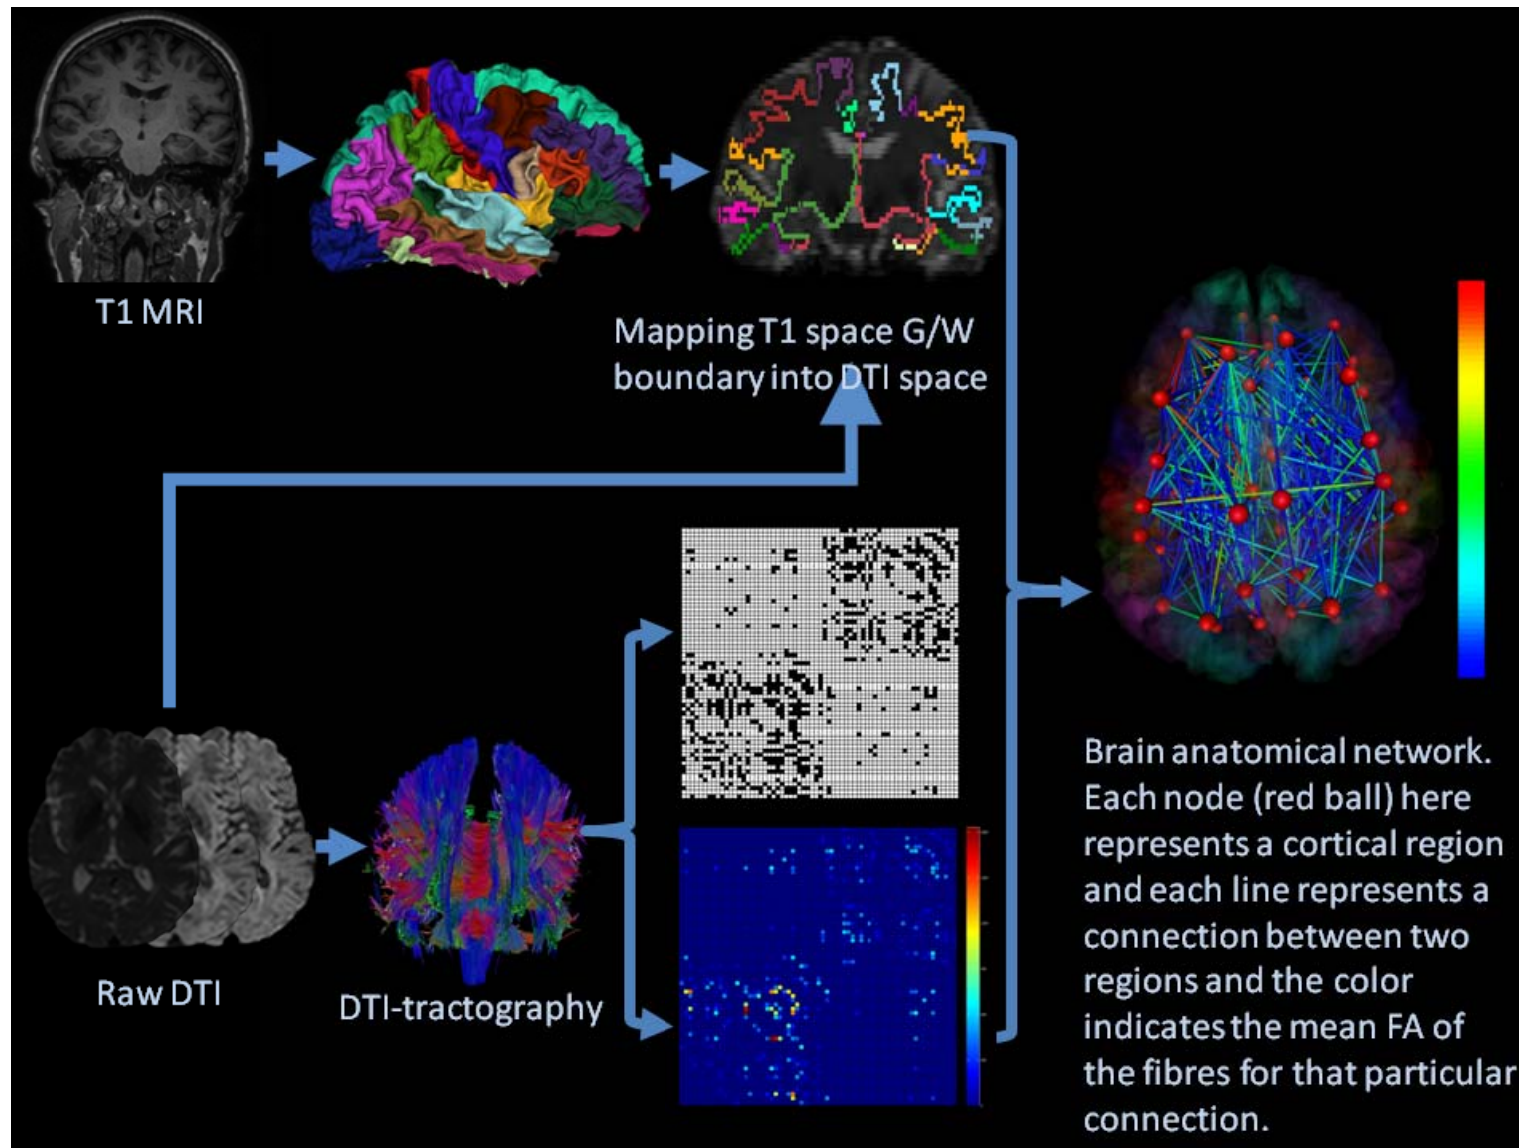 T1 MRI
Mapping T1 space G/W
boundary into DTI space
Raw DTI
DTI-tractography
Brain anatomical network.
Each node (red ball) here
represents a cortical region
and each line represents a
connection between two
regions and the color
indicates the mean FA of
the fibres for that particular
connection.